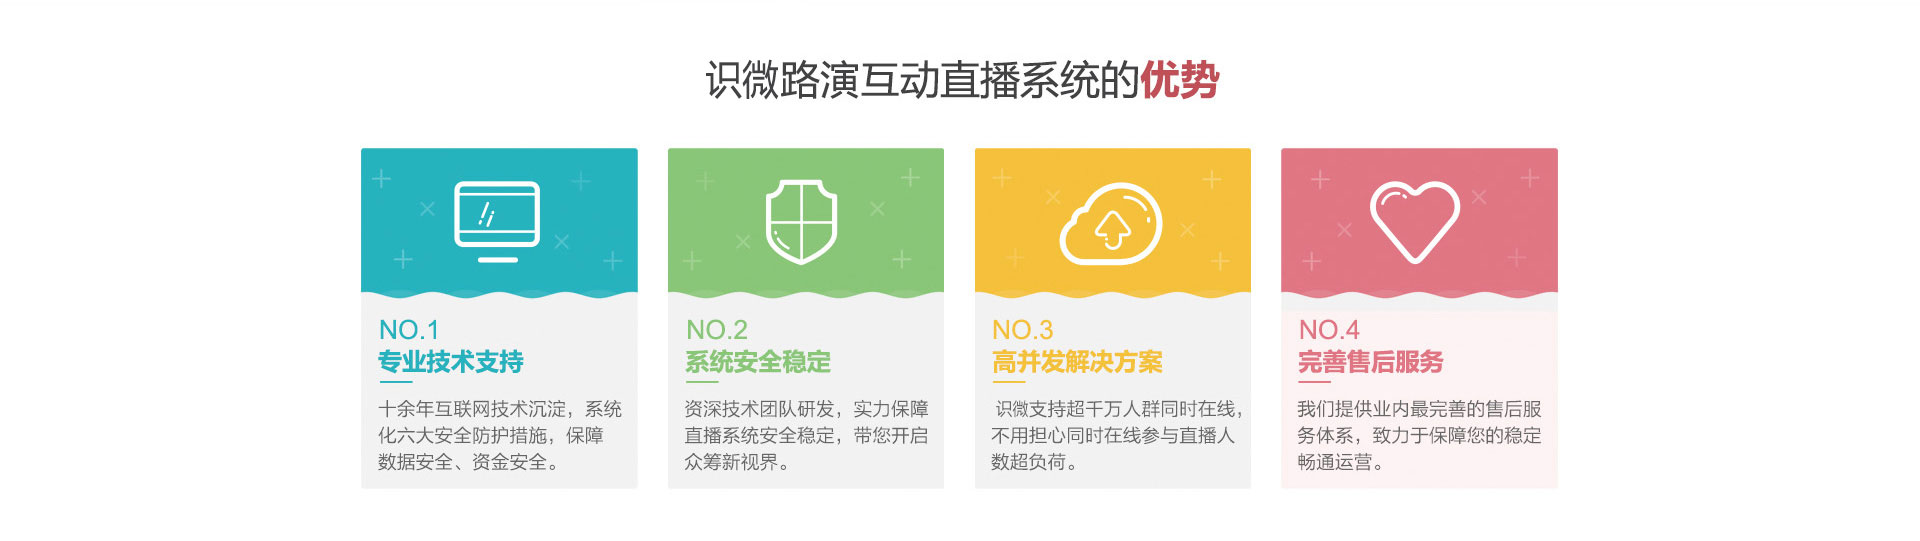 识微路演互动直播系统的优势
NO.1
专业技术支持
十余年互联网技术沉淀，系统
化六大安全防护措施，保障
数据安全、资金安全。
NO.2
系统安全稳定
资深技术团队研发，实力保障
直播系统安全稳定，带您开启
众筹新视界。
NO.3
高并发解决方案
识微支持超千万人群同时在线，
不用担心同时在线参与直播人
数超负荷。
NO.4
完善售后服务
我们提供业内最完善的售后服
务体系，致力于保障您的稳定
畅通运营。